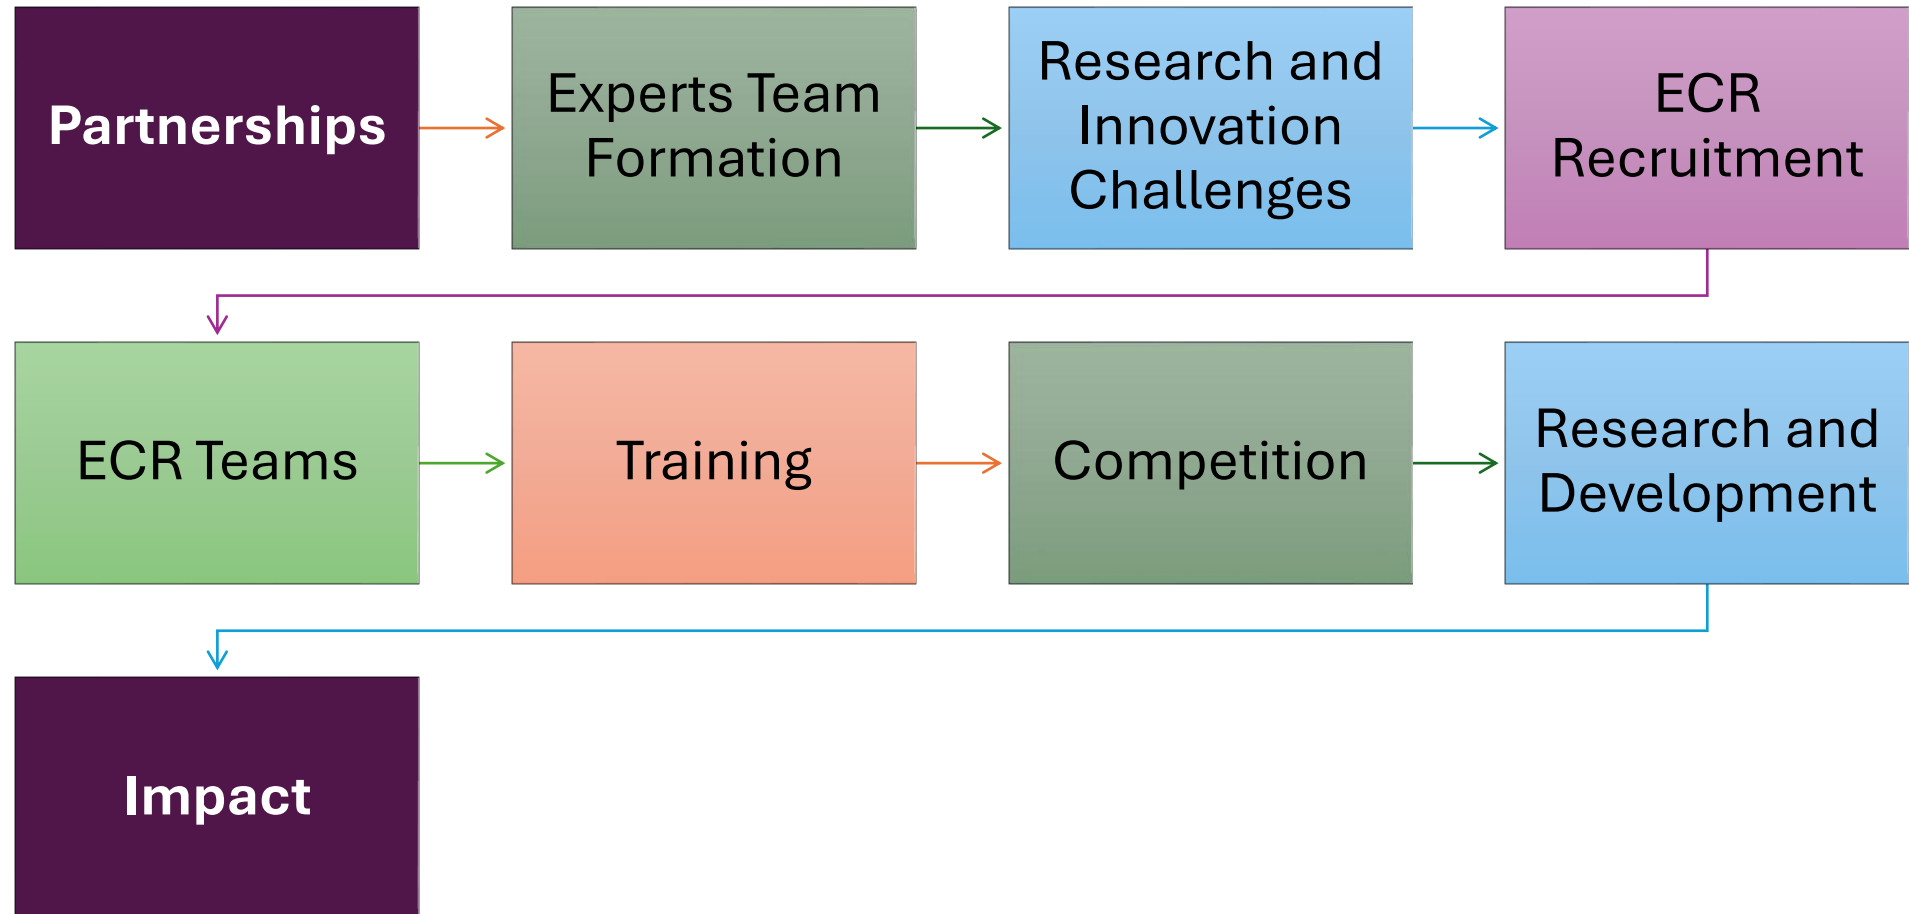 Partnerships
Experts Team
Formation
Research and
Innovation
Challenges
ECR
Recruitment
ECR Teams
Training
Competition
Research and
Development
Impact